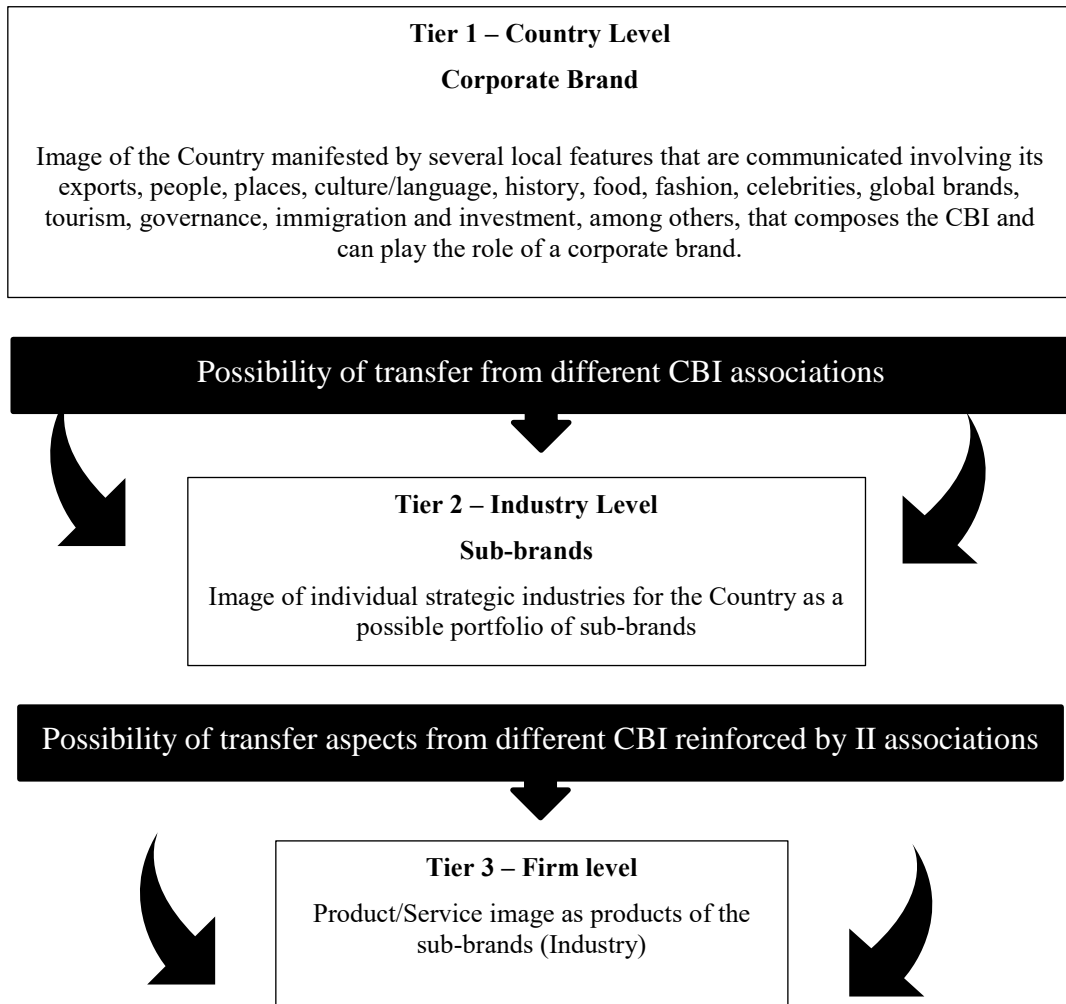 Tier 1 – Country Level
Corporate Brand
Image of the Country manifested by several local features that are communicated involving its
exports, people, places, culture/language, history, food, fashion, celebrities, global brands,
tourism, governance, immigration and investment, among others, that composes the CBI and
can play the role of a corporate brand.
Possibility of transfer from different CBI associations
Tier 2 – Industry Level
Sub-brands
Image of individual strategic industries for the Country as a
possible portfolio of sub-brands
Possibility of transfer aspects from different CBI reinforced by II associations
Tier 3 – Firm level
Product/Service image as products of the
sub-brands (Industry)